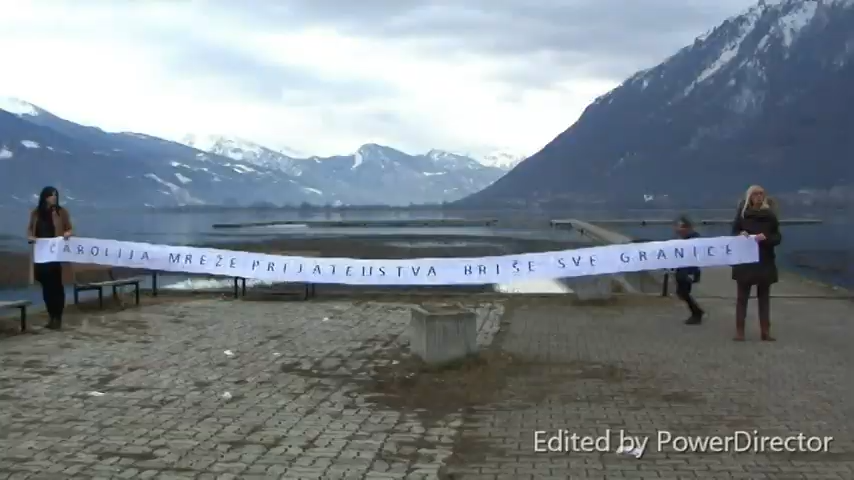 ČAROLIJA MREŽE PRIJATELJSTVA BRIŠE SVE GRANICE
Edited by PowerDirector